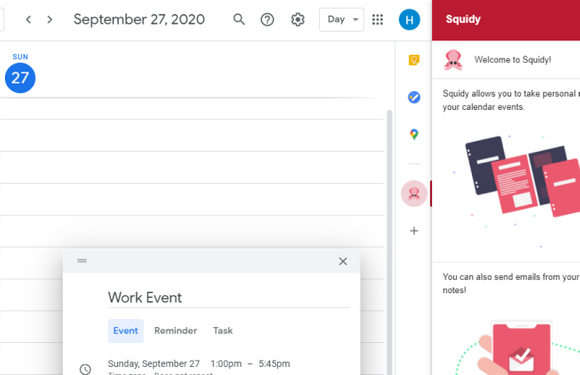 September 27, 2020
Day
H
Squidy
SUN
27
Welcome to Squidy!
Squidy allows you to take personal
your calendar events.
Work Event
Event Reminder Task
Sunday, September 27 1:00pm – 5:45pm
You can also send emails from your
notes!